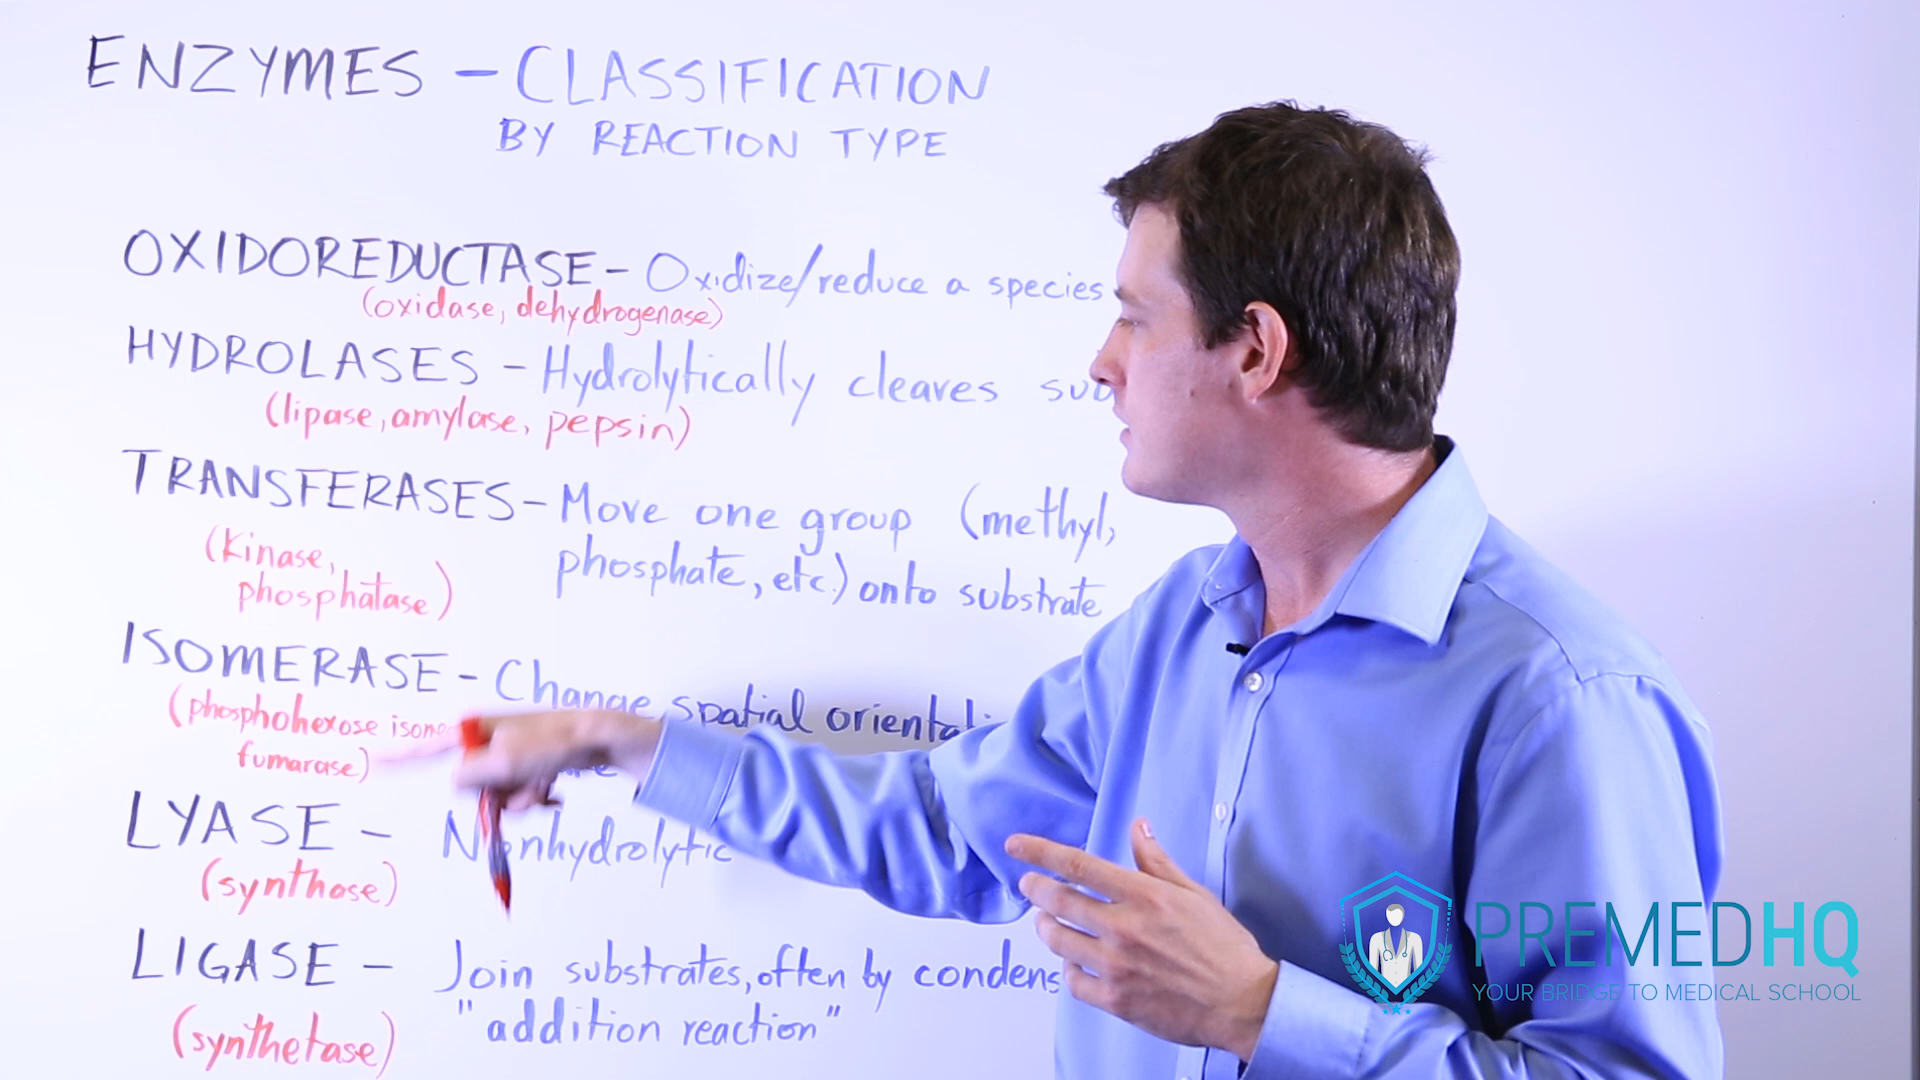 ENZYMES – CLASSIFICATION
BY REACTION TYPE
OXIDOREDUCTASE – Oxidize/reduce a species
(oxidase, dehydrogenase)
HYDROLASES – Hydrolytically cleaves
(lipase, amylase, pepsin)
TRANSFERASES – Move one group (methyl,
(kinase, phosphate, etc.) onto substrate
phosphatase)
ISOMERASE – Change spatial
(phosphohexose
fumarase)
LYASE – Nonhydrolytic
(synthase)
LIGASE – Join substrates, often by
"addition reaction"
(synthetase)
PREMEDHQ
YOUR BRIDGE TO MEDICAL SCHOOL